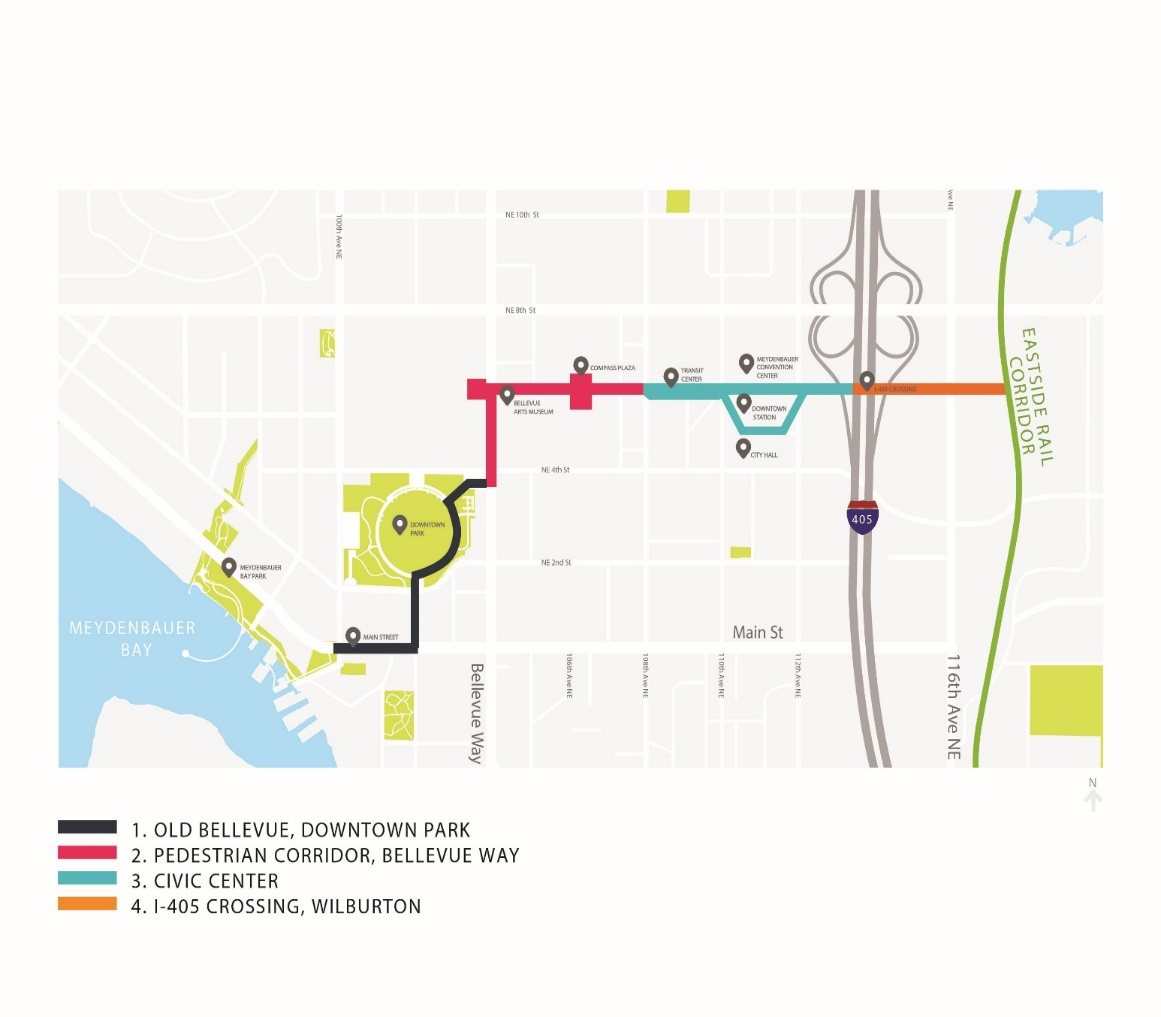 100th Ave NE
NE 10th St
Ave NE
NE 8th St
EASTSIDE RAIL
CORRIDOR
COMPASS PLAZA
TRANSIT
CENTER
MEYDENBAUER
CONVENTION
CENTER
I-405 CROSSING
BELLEVUE
ARTS MUSEUM
DOWNTOWN
STATION
CITY HALL
NE 4th St
DOWNTOWN
PARK
405
MEYDENBAUER
BAY PARK
NE 2nd St
MEYDENBAUER
BAY
MAIN STREET
Main St
Bellevue Way
106th Ave NE
108th Ave NE
110th Ave NE
112th Ave NE
116th Ave NE
N
1. OLD BELLEVUE, DOWNTOWN PARK
2. PEDESTRIAN CORRIDOR, BELLEVUE WAY
3. CIVIC CENTER
4. I-405 CROSSING, WILBURTON